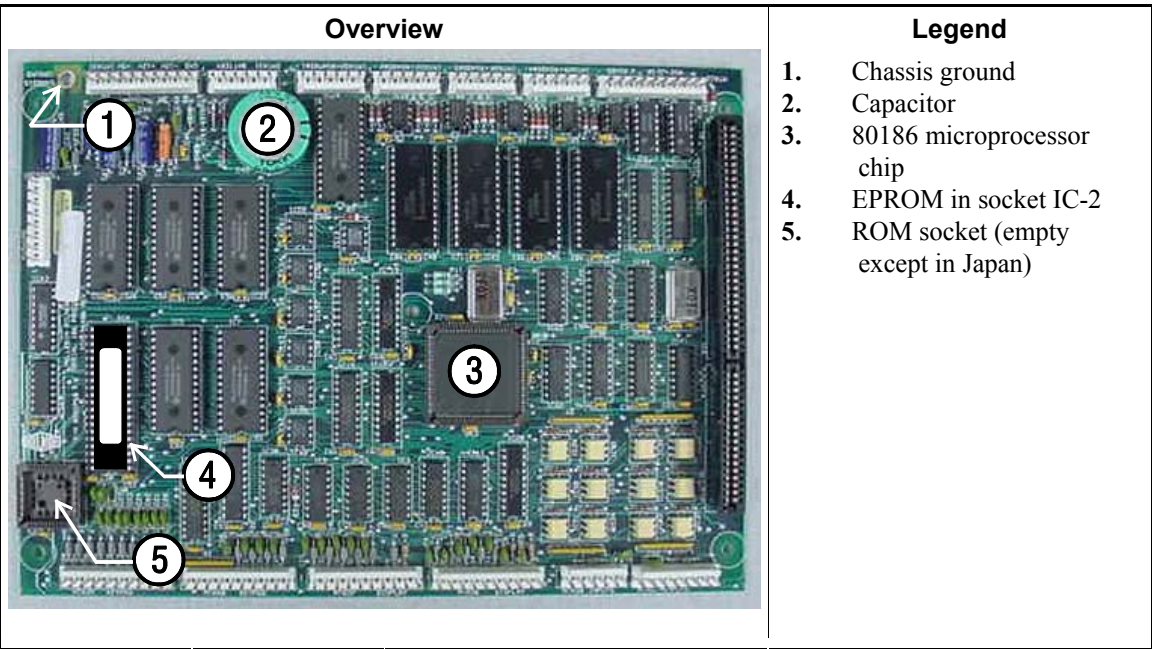 Overview
Legend
1
2
3
4
5
1. Chassis ground
2. Capacitor
3. 80186 microprocessor
chip
4. EPROM in socket IC-2
5. ROM socket (empty
except in Japan)